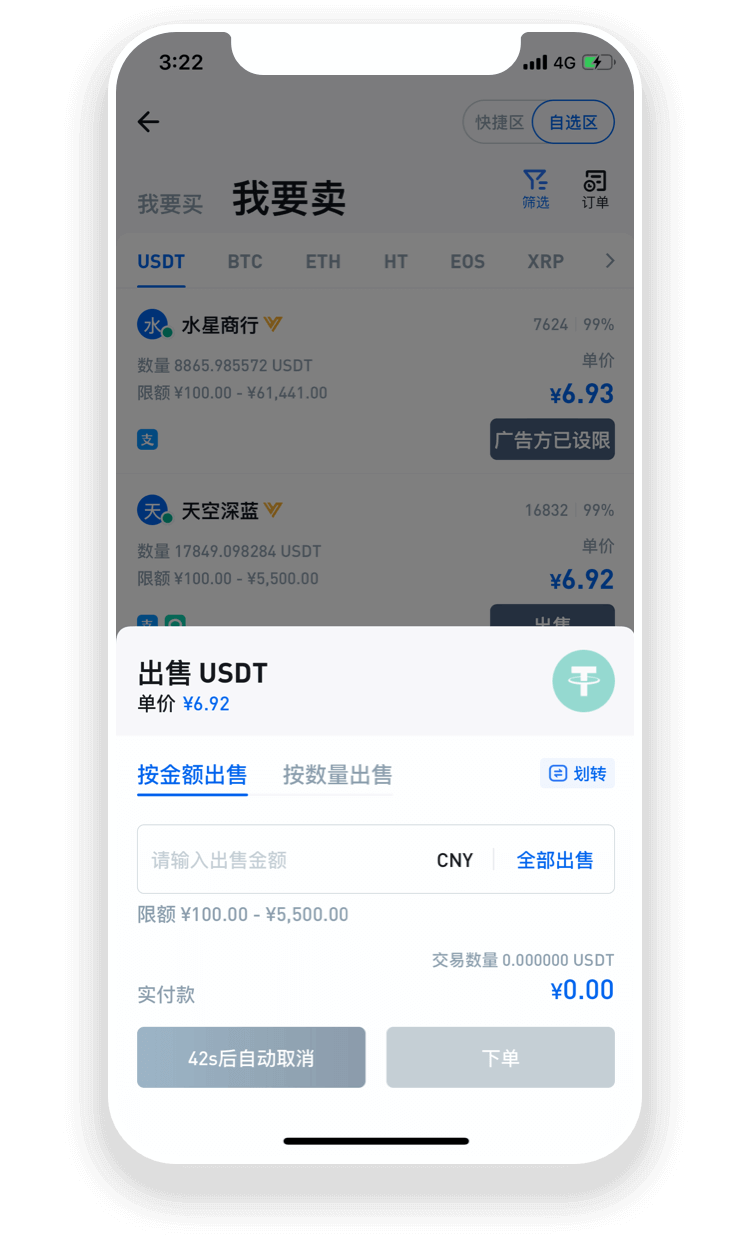 3:22 4G
快捷区 自选区
我要买 我要卖 筛选 订单
USDT BTC ETH HT EOS XRP
水 水星商行 7624 99%
数量 8865.985572 USDT 单价
限额 ¥100.00 - ¥61,441.00 ¥6.93
支 广告方已设限
天 天空深蓝 16832 99%
数量 17849.098284 USDT 单价
限额 ¥100.00 - ¥5,500.00 ¥6.92
支 出售
出售 USDT
单价 ¥6.92
按金额出售 按数量出售 划转
请输入出售金额 CNY 全部出售
限额 ¥100.00 - ¥5,500.00
交易数量 0.000000 USDT
实付款 ¥0.00
42s后自动取消 下单